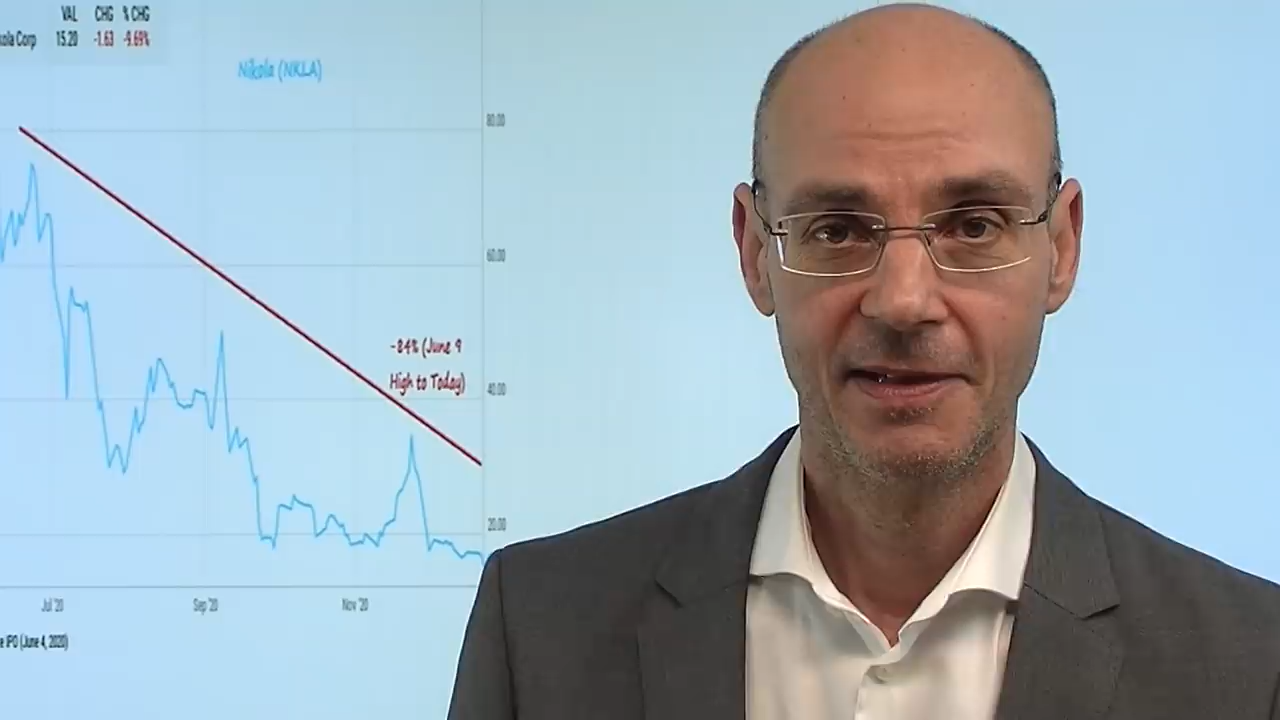 VAL CHG % CHG
ola Corp 15.20 -1.63 -9.69%
Nikola (NKLA)
80.00
60.00
-84% (June 9
High to Today)
40.00
20.00
Jul '20 Sep '20 Nov '20
e IPO (June 4, 2020)